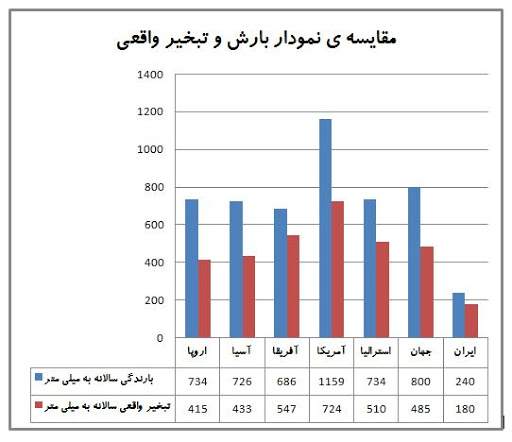 مقایسه ی نمودار بارش و تبخیر واقعی
1400
1200
1000
800
600
400
200
0
اروپا آسیا آفریقا آمریکا استرالیا جهان ایران
بارندگی سالانه به میلی متر 734 726 686 1159 734 800 240
تبخیر واقعی سالانه به میلی متر 415 433 547 724 510 485 180